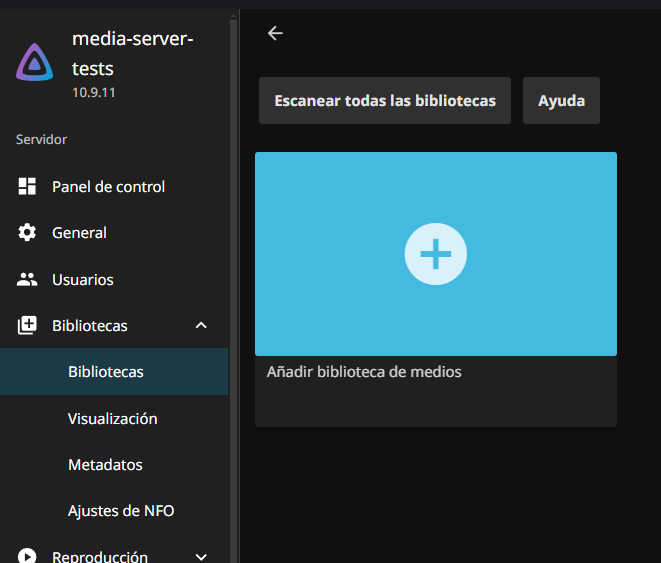 media-server-
tests
10.9.11
Servidor
Panel de control
General
Usuarios
Bibliotecas
Bibliotecas
Visualización
Metadatos
Ajustes de NFO
Reproducción
Escanear todas las bibliotecas
Ayuda
Añadir biblioteca de medios